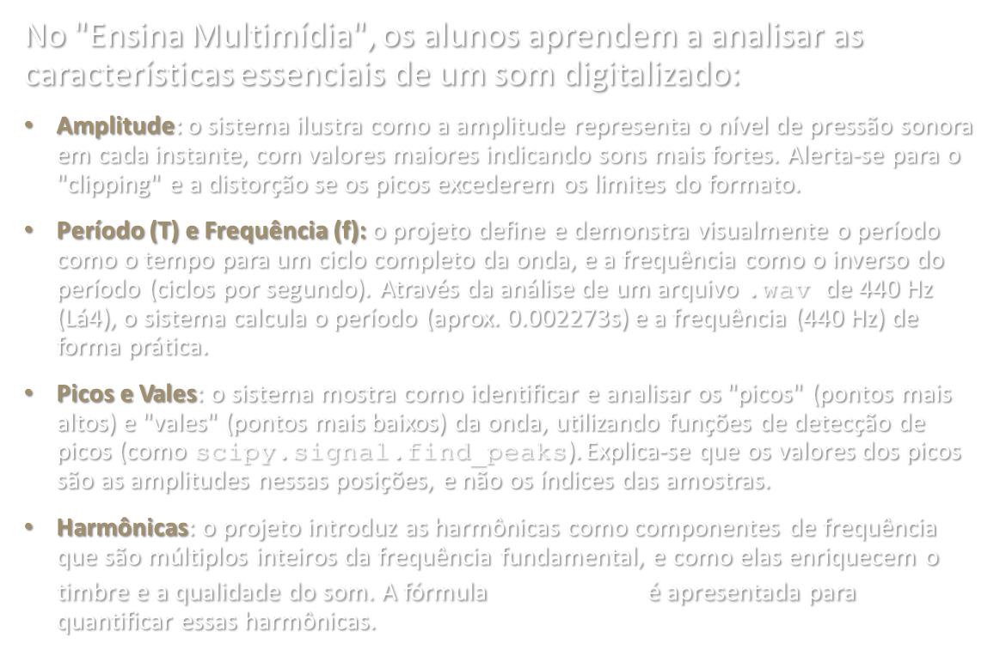 No "Ensina Multimídia", os alunos aprendem a analisar as
características essenciais de um som digitalizado:
• Amplitude: o sistema ilustra como a amplitude representa o nível de pressão sonora
em cada instante, com valores maiores indicando sons mais fortes. Alerta-se para o
"clipping" e a distorção se os picos excederem os limites do formato.
• Período (T) e Frequência (f): o projeto define e demonstra visualmente o período
como o tempo para um ciclo completo da onda, e a frequência como o inverso do
período (ciclos por segundo). Através da análise de um arquivo .wav de 440 Hz
(Lá4), o sistema calcula o período (aprox. 0.002273s) e a frequência (440 Hz) de
forma prática.
• Picos e Vales: o sistema mostra como identificar e analisar os "picos" (pontos mais
altos) e "vales" (pontos mais baixos) da onda, utilizando funções de detecção de
picos (como scipy.signal.find_peaks).Explica-se que os valores dos picos
são as amplitudes nessas posições, e não os índices das amostras.
• Harmônicas: o projeto introduz as harmônicas como componentes de frequência
que são múltiplos inteiros da frequência fundamental, e como elas enriquecem o
timbre e a qualidade do som. A fórmula é apresentada para
quantificar essas harmônicas.